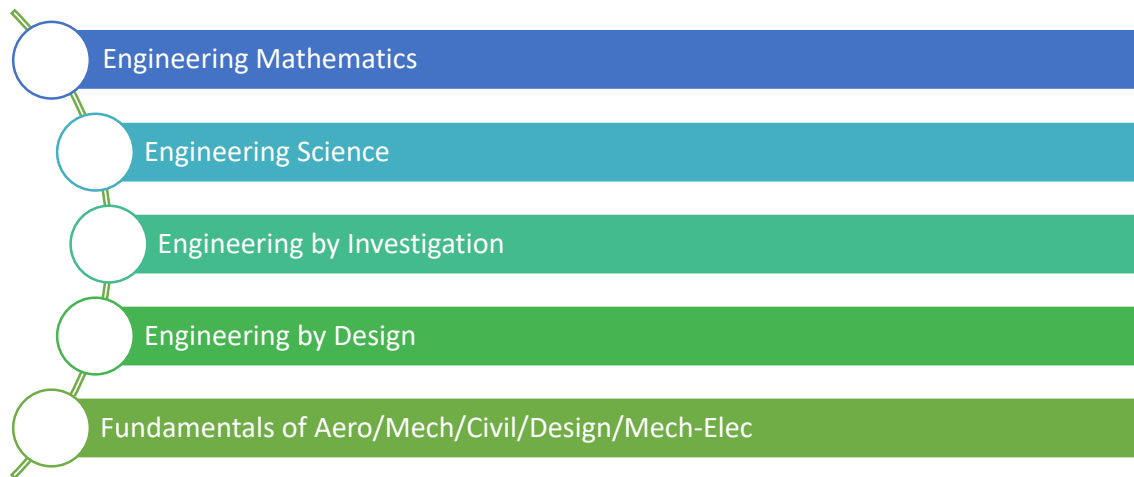 Engineering Mathematics
Engineering Science
Engineering by Investigation
Engineering by Design
Fundamentals of Aero/Mech/Civil/Design/Mech-Elec